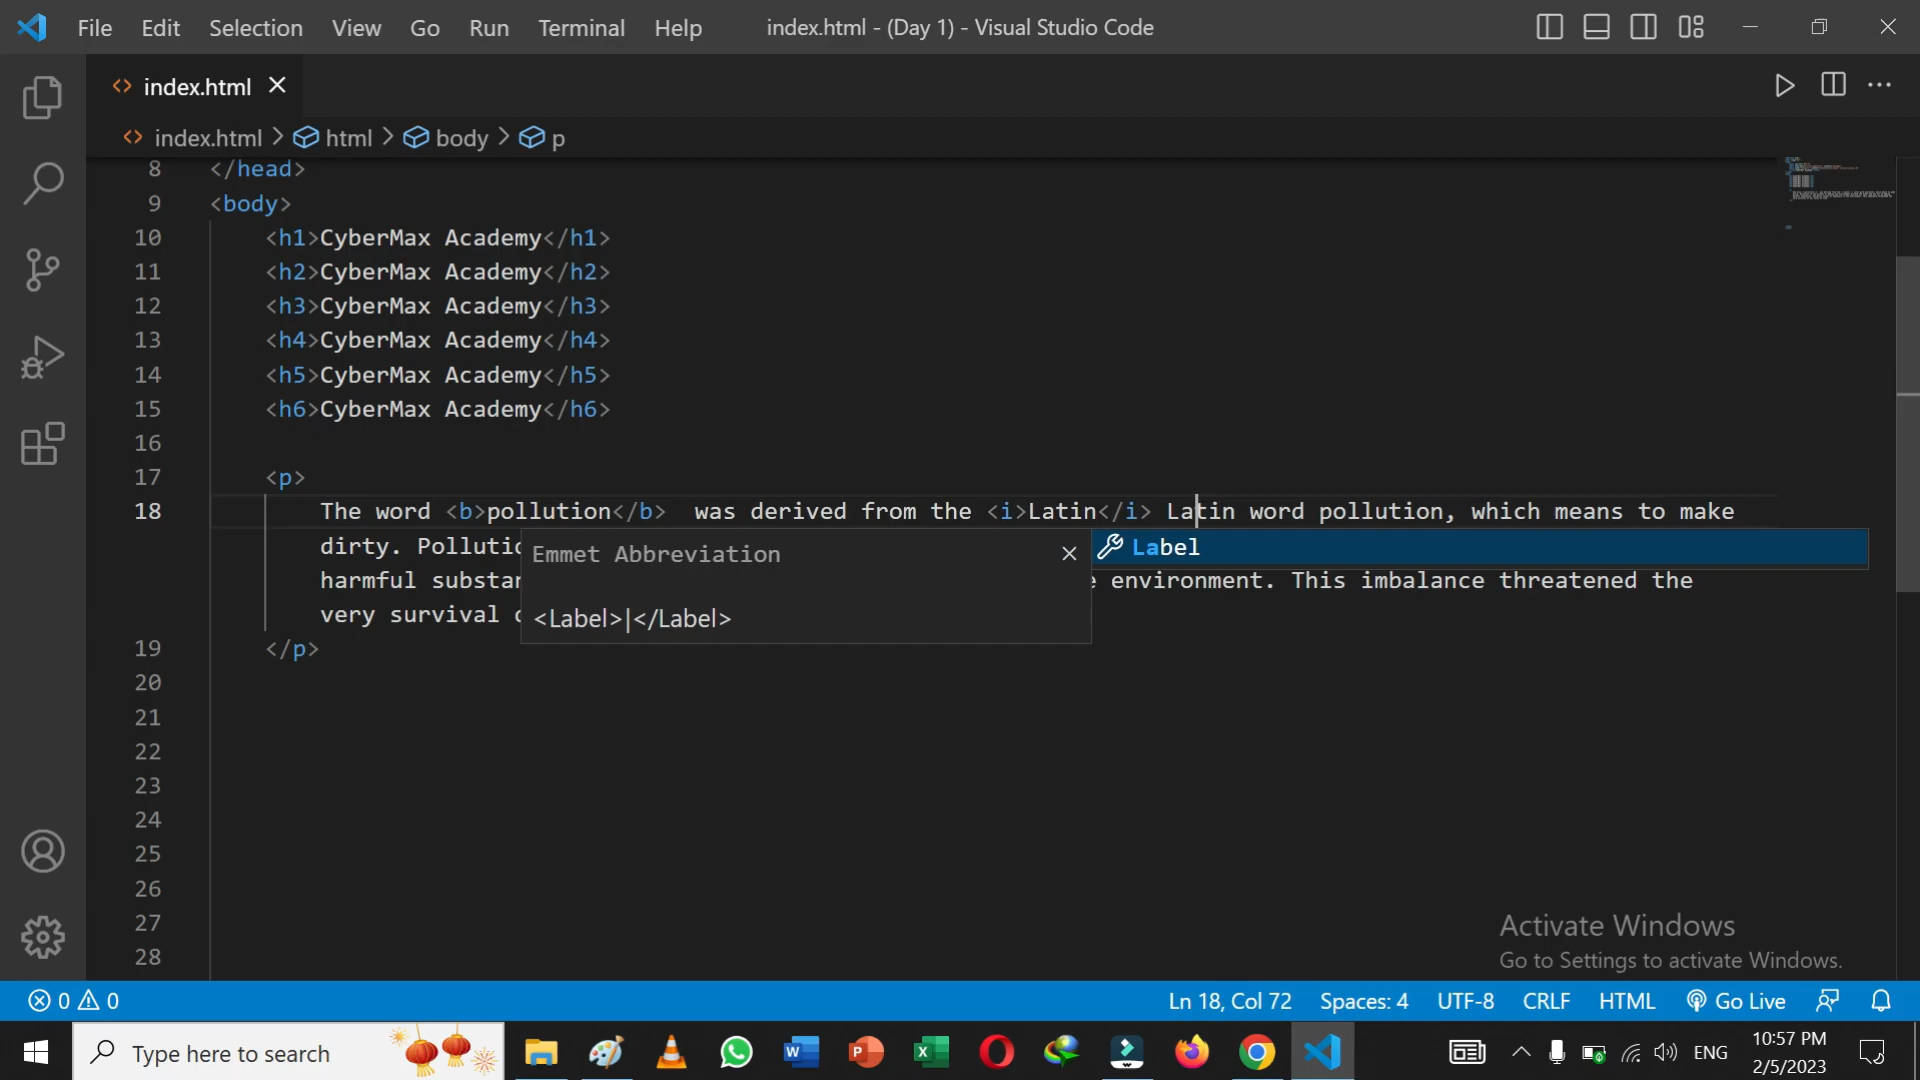 File Edit Selection View Go Run Terminal Help index.html - (Day 1) - Visual Studio Code
index.html
index.html > html > body > p
8 </head>
9 <body>
10 <h1>CyberMax Academy</h1>
11 <h2>CyberMax Academy</h2>
12 <h3>CyberMax Academy</h3>
13 <h4>CyberMax Academy</h4>
14 <h5>CyberMax Academy</h5>
15 <h6>CyberMax Academy</h6>
16
17 <p>
18 The word <b>pollution</b>  was derived from the <i>Latin</i> Latin word pollution, which means to make
dirty. Pollutio
Emmet Abbreviation
Label
harmful substan
environment. This imbalance threatened the
very survival
<Label>|</Label>
19 </p>
20
21
22
23
24
25
26
27
28
Activate Windows
Go to Settings to activate Windows.
0 0 Ln 18, Col 72 Spaces: 4 UTF-8 CRLF HTML Go Live
Type here to search
ENG
10:57 PM
2/5/2023